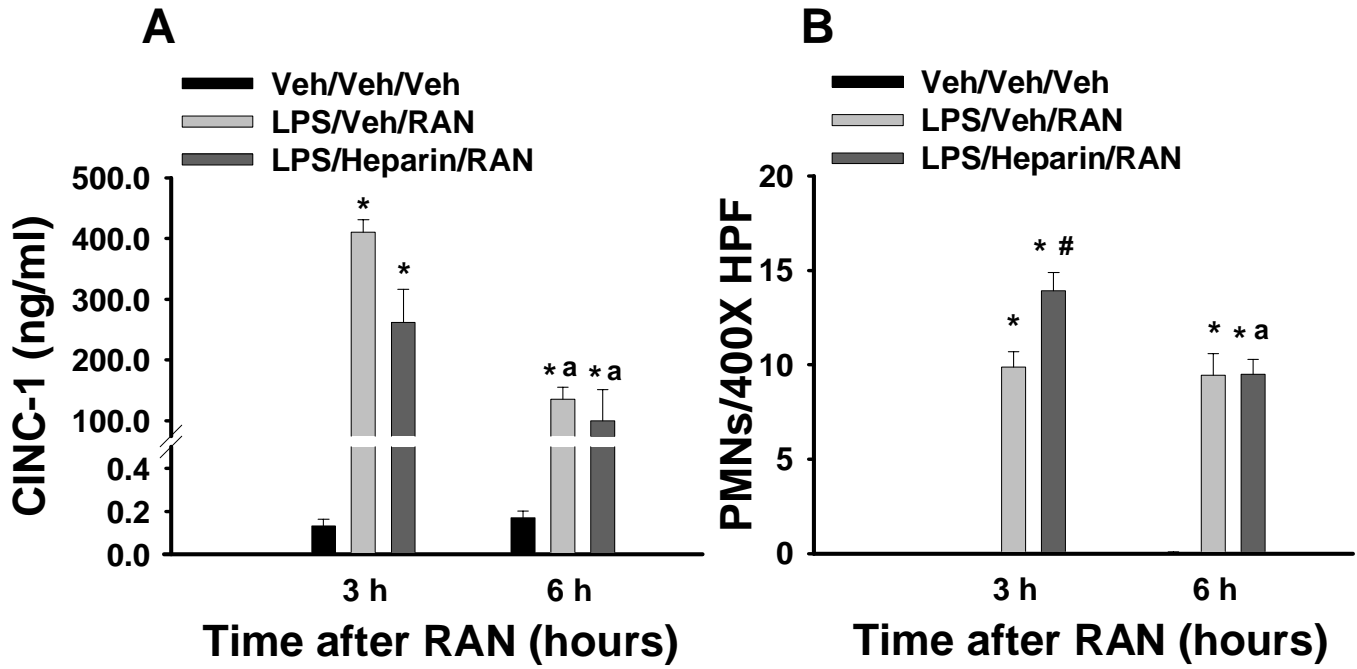 A
Veh/Veh/Veh
LPS/Veh/RAN
LPS/Heparin/RAN
CINC-1 (ng/ml)
500.0
400.0
300.0
200.0
100.0
0.4
0.2
0.0
*
*
* a
* a
3 h
6 h
Time after RAN (hours)
B
Veh/Veh/Veh
LPS/Veh/RAN
LPS/Heparin/RAN
PMNs/400X HPF
20
15
10
5
0
*
* #
*
* a
3 h
6 h
Time after RAN (hours)